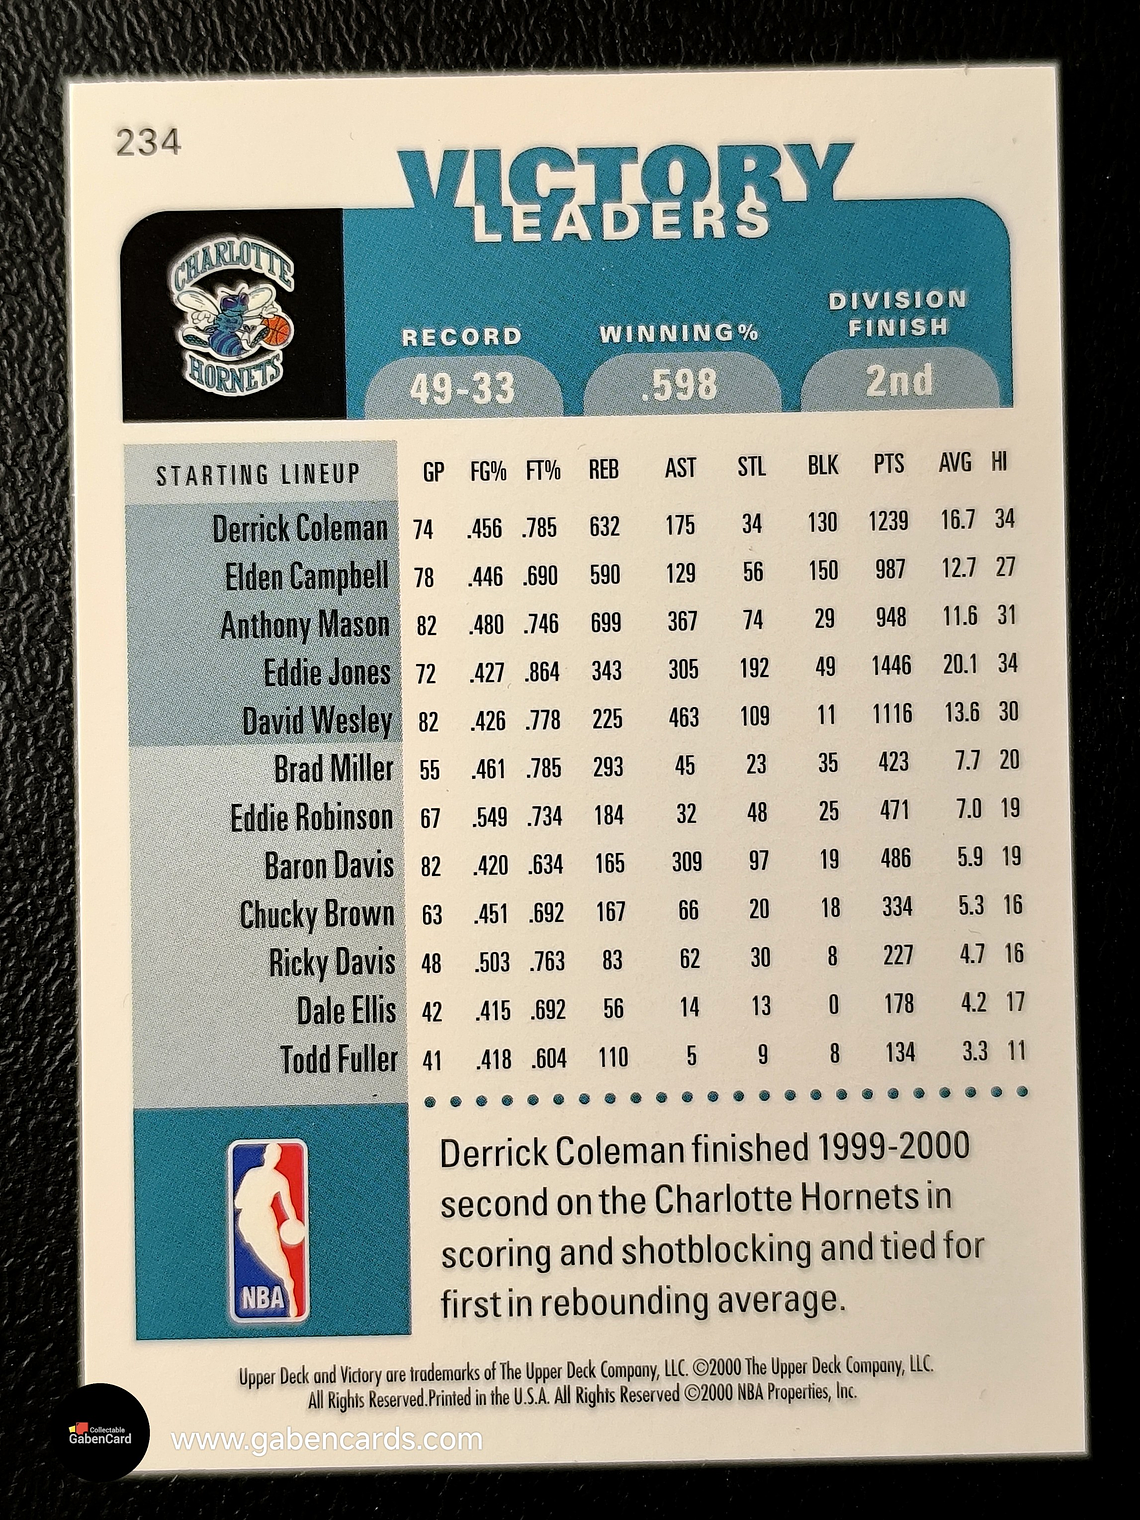 234
VICTORY
LEADERS
CHARLOTTE
HORNETS
RECORD WINNING% DIVISION FINISH
49-33 .598 2nd
STARTING LINEUP GP FG% FT% REB AST STL BLK PTS AVG HI
Derrick Coleman 74 .456 .785 632 175 34 130 1239 16.7 34
Elden Campbell 78 .446 .690 590 129 56 150 987 12.7 27
Anthony Mason 82 .480 .746 699 367 74 29 948 11.6 31
Eddie Jones 72 .427 .864 343 305 192 49 1446 20.1 34
David Wesley 82 .426 .778 225 463 109 11 1116 13.6 30
Brad Miller 55 .461 .785 293 45 23 35 423 7.7 20
Eddie Robinson 67 .549 .734 184 32 48 25 471 7.0 19
Baron Davis 82 .420 .634 165 309 97 19 486 5.9 19
Chucky Brown 63 .451 .692 167 66 20 18 334 5.3 16
Ricky Davis 48 .503 .763 83 62 30 8 227 4.7 16
Dale Ellis 42 .415 .692 56 14 13 0 178 4.2 17
Todd Fuller 41 .418 .604 110 5 9 8 134 3.3 11
NBA
Derrick Coleman finished 1999-2000
second on the Charlotte Hornets in
scoring and shotblocking and tied for
first in rebounding average.
Upper Deck and Victory are trademarks of The Upper Deck Company, LLC. ©2000 The Upper Deck Company, LLC.
All Rights Reserved.Printed in the U.S.A. All Rights Reserved ©2000 NBA Properties, Inc.
Collectable
GabenCard
www.gabencards.com